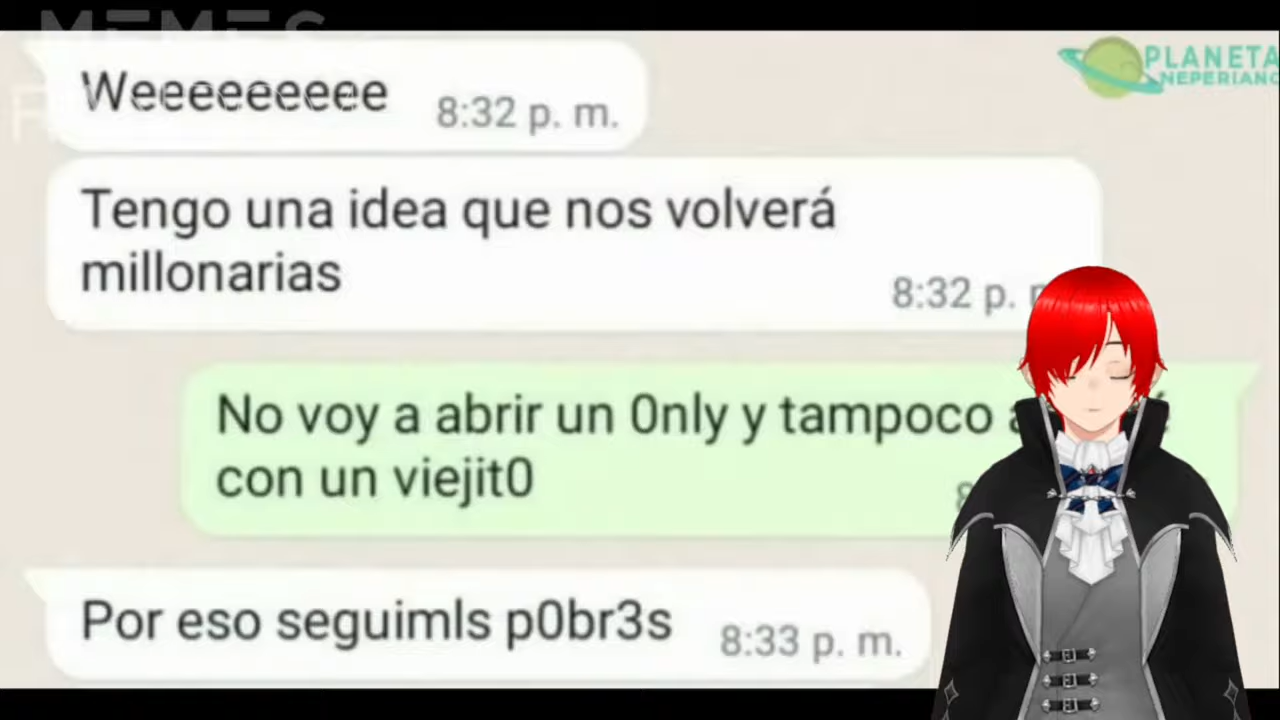 MEMES
PLANETA
NEPERIANO
Weeeeeeeee
8:32 p. m.
Tengo una idea que nos volverá
millonarias
8:32 p.
No voy a abrir un 0nly y tampoco
con un viejit0
Por eso seguimls p0br3s
8:33 p. m.